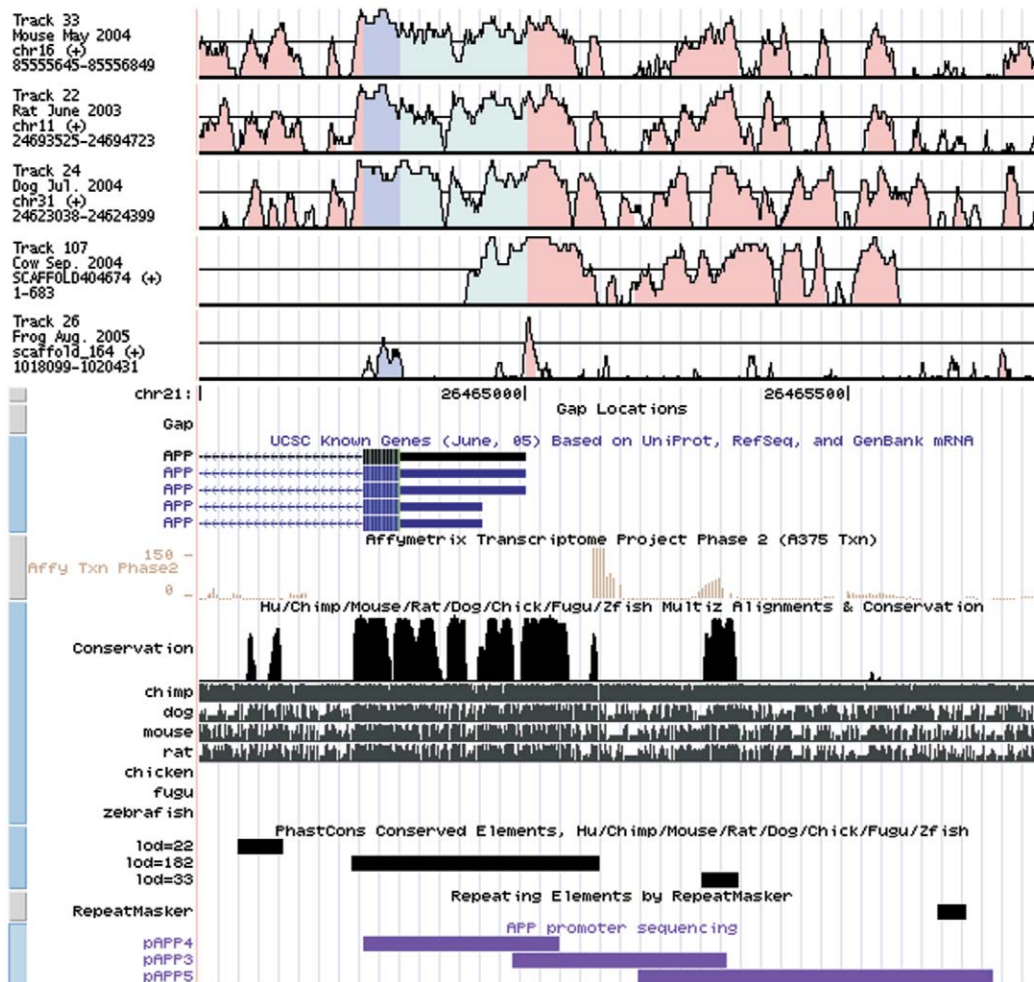 Track 33
Mouse May 2004
chr16 (+)
85555645-85556849
Track 22
Rat June 2003
chr11 (+)
24693525-24694723
Track 24
Dog Jul. 2004
chr31 (+)
24623038-24624399
Track 107
Cow Sep. 2004
SCAFFOLD404674 (+)
1-683
Track 26
Frog Aug. 2005
scaffold_164 (+)
1018099-1020431
chr21: 26465000 26465500
Gap Locations
Gap
UCSC Known Genes (June, 05) Based on UniProt, RefSeq, and GenBank mRNA
APP
APP
APP
APP
APP
Affymetrix Transcriptome Project Phase 2 (A375 Txn)
150 -
Affy Txn Phase2
0 _
Hu/Chimp/Mouse/Rat/Dog/Chick/Fugu/Zfish Multiz Alignments & Conservation
Conservation
chimp
dog
mouse
rat
chicken
fugu
zebrafish
PhastCons Conserved Elements, Hu/Chimp/Mouse/Rat/Dog/Chick/Fugu/Zfish
lod=22
lod=182
lod=33
Repeating Elements by RepeatMasker
RepeatMasker
APP promoter sequencing
pAPP4
pAPP3
pAPP5